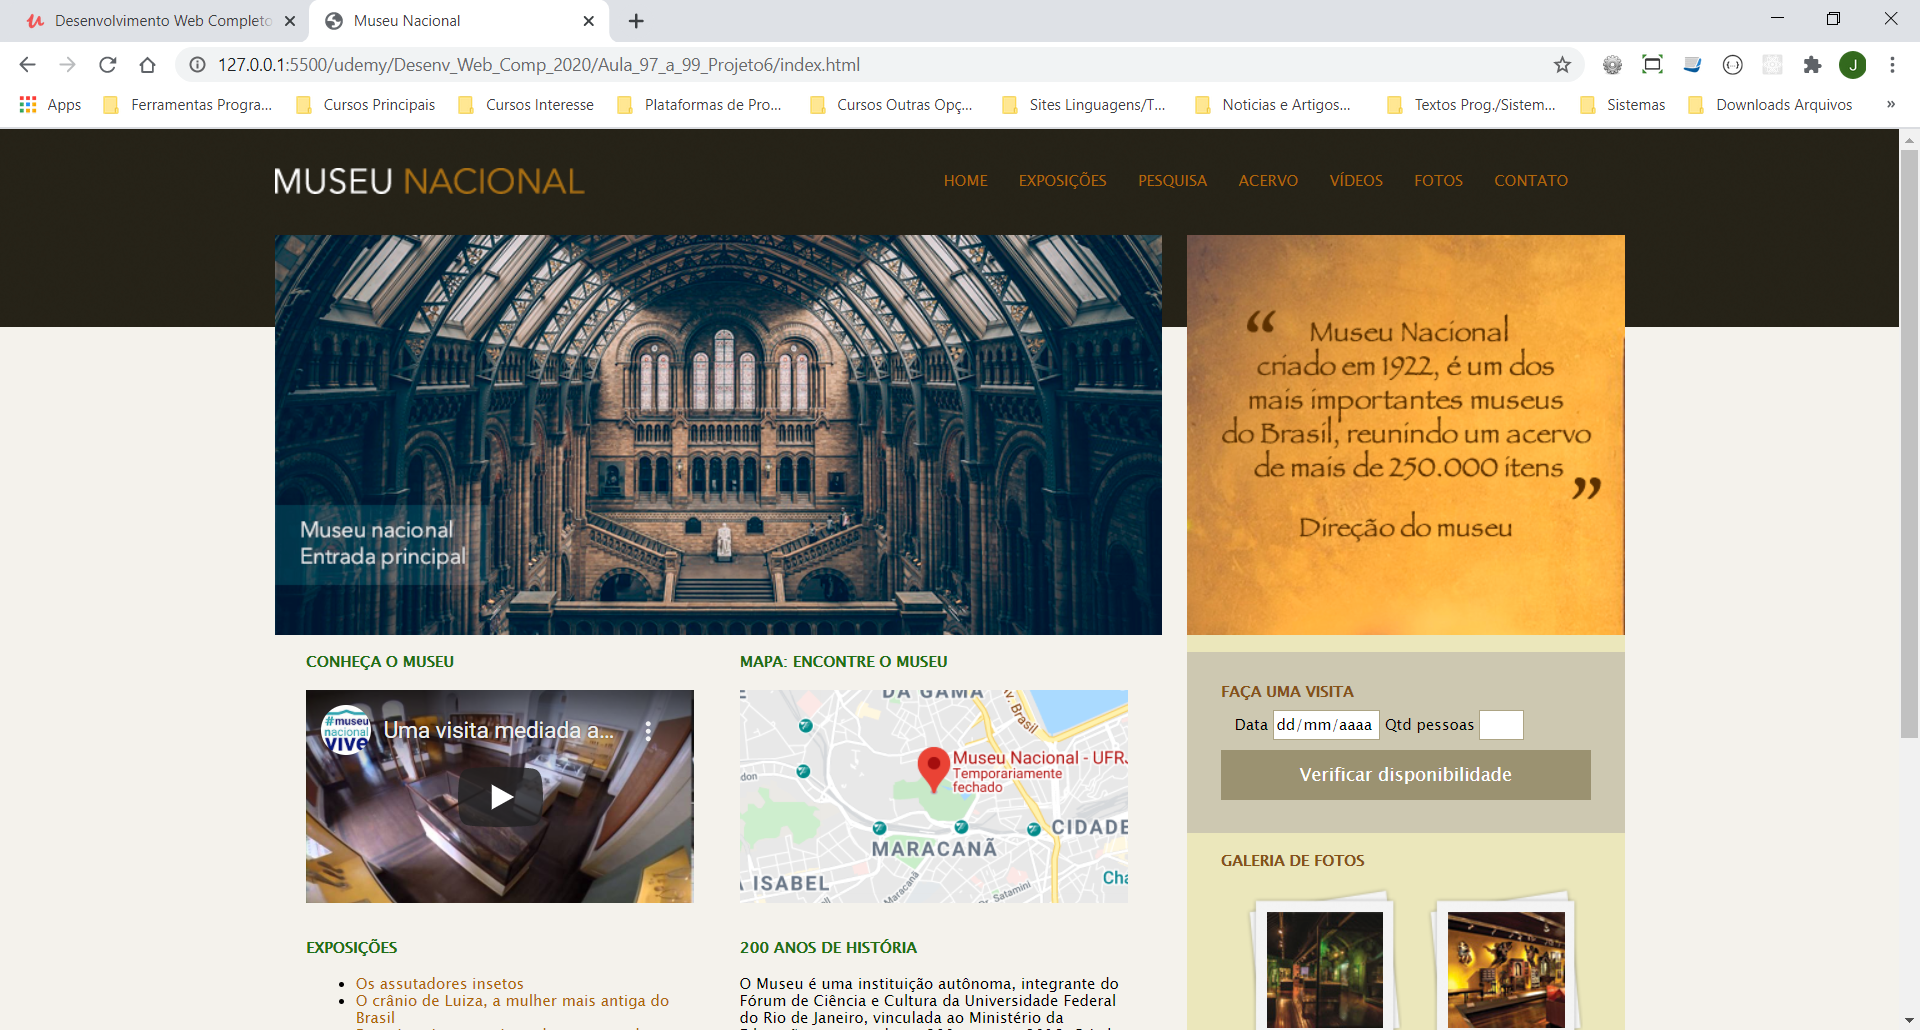 Desenvolvimento Web Completo
Museu Nacional
127.0.0.1:5500/udemy/Desenv_Web_Comp_2020/Aula_97_a_99_Projeto6/index.html
J
Apps
Ferramentas Progra...
Cursos Principais
Cursos Interesse
Plataformas de Pro...
Cursos Outras Opç...
Sites Linguagens/T...
Noticias e Artigos...
Textos Prog./Sistem...
Sistemas
Downloads Arquivos
»
MUSEU NACIONAL
HOME
EXPOSIÇÕES
PESQUISA
ACERVO
VÍDEOS
FOTOS
CONTATO
Museu nacional
Entrada principal
“ Museu Nacional
criado em 1922, é um dos
mais importantes museus
do Brasil, reunindo um acervo
de mais de 250.000 itens ”
Direção do museu
CONHEÇA O MUSEU
#museu
nacional
vive
Uma visita mediada a...
MAPA: ENCONTRE O MUSEU
DA GAMA
v. Brasil
Museu Nacional - UFRJ
Temporariamente
fechado
don
CIDADE
MARACANÃ
A ISABEL
Maracanã
Satamini
Cha
FAÇA UMA VISITA
Data dd/mm/aaaa Qtd pessoas
Verificar disponibilidade
GALERIA DE FOTOS
EXPOSIÇÕES
Os assutadores insetos
O crânio de Luiza, a mulher mais antiga do
Brasil
200 ANOS DE HISTÓRIA
O Museu é uma instituição autônoma, integrante do
Fórum de Ciência e Cultura da Universidade Federal
do Rio de Janeiro, vinculada ao Ministério da